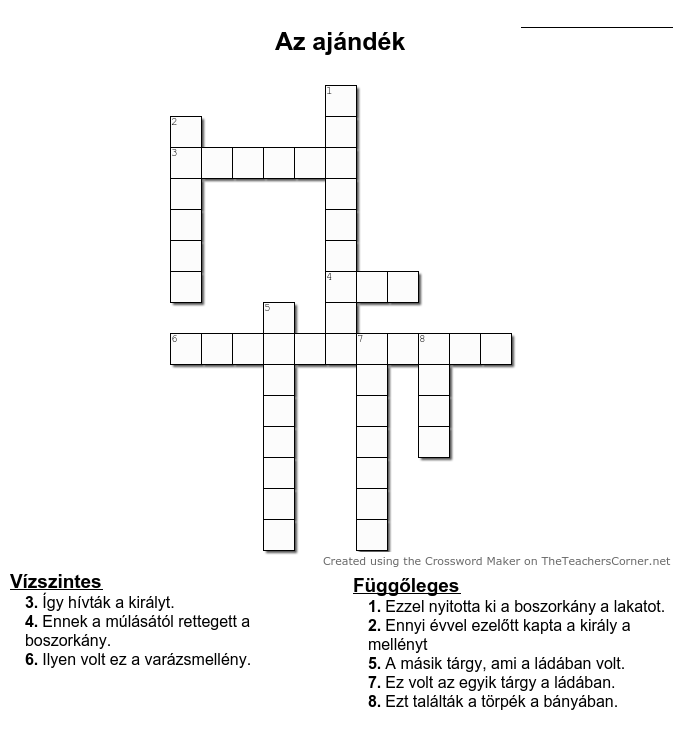 Az ajándék
1
2
3
4
5
6
7
8
Created using the Crossword Maker on TheTeachersCorner.net
Vízszintes
3. Így hívták a királyt.
4. Ennek a múlásától rettegett a
boszorkány.
6. Ilyen volt ez a varázsmellény.
Függőleges
1. Ezzel nyitotta ki a boszorkány a lakatot.
2. Ennyi évvel ezelőtt kapta a király a
mellényt
5. A másik tárgy, ami a ládában volt.
7. Ez volt az egyik tárgy a ládában.
8. Ezt találták a törpék a bányában.